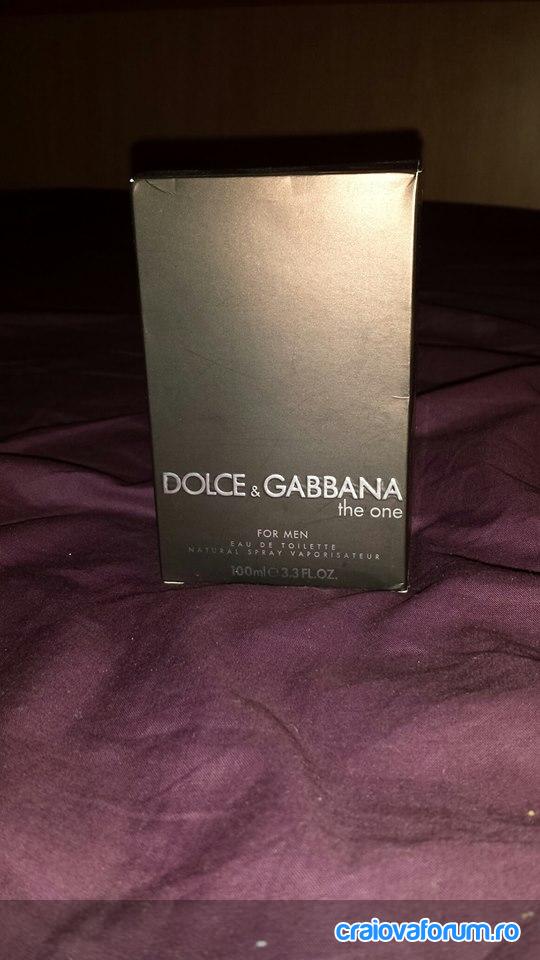 DOLCE & GABBANA
the one
FOR MEN
EAU DE TOILETTE
NATURAL SPRAY VAPORISATEUR
100ml ℮ 3.3 FL.OZ.
craiovaforum.ro